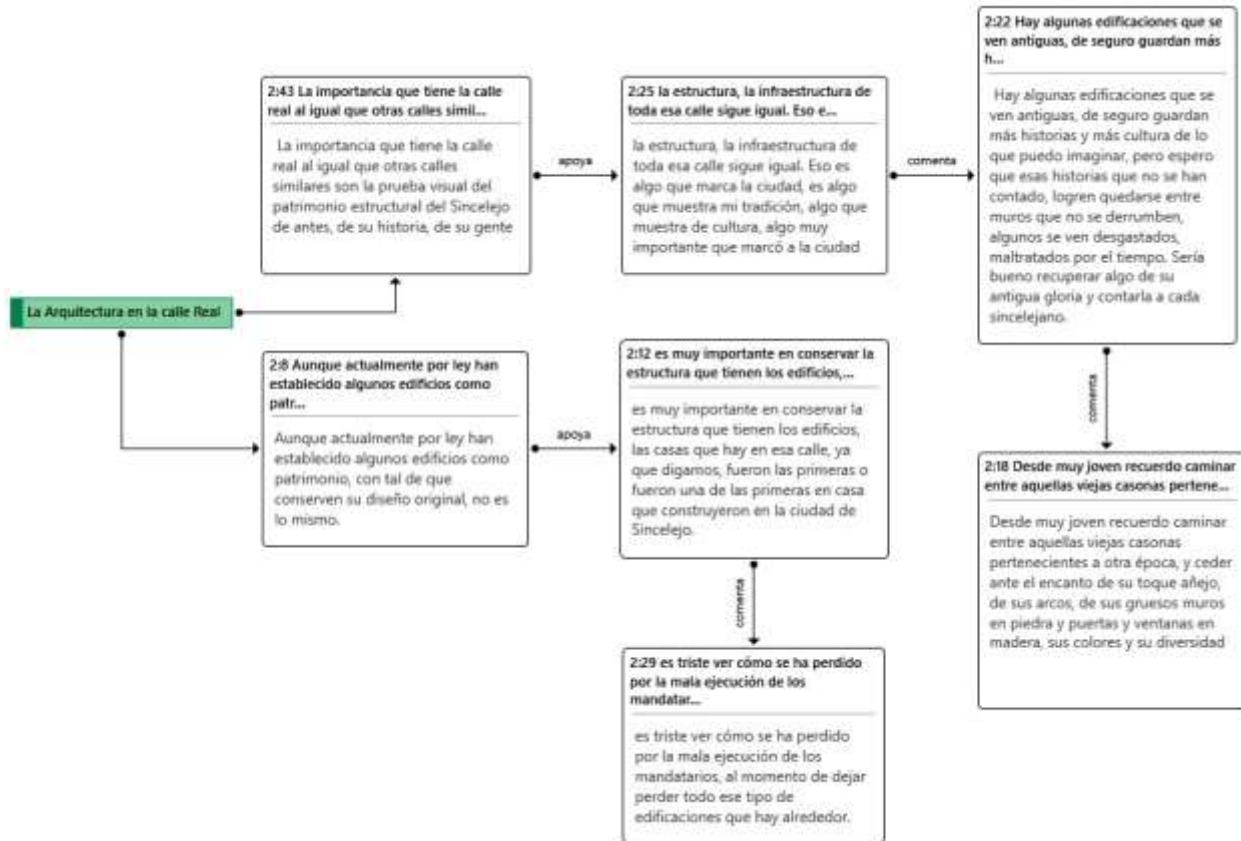 La Arquitectura en la calle Real
2:43 La importancia que tiene la calle
real al igual que otras calles simil...
La importancia que tiene la calle
real al igual que otras calles
similares son la prueba visual del
patrimonio estructural del Sincelejo
de antes, de su historia, de su gente
apoya
2:25 la estructura, la infraestructura de
toda esa calle sigue igual. Eso e...
la estructura, la infraestructura de
toda esa calle sigue igual. Eso es
algo que marca la ciudad, es algo
que muestra mi tradición, algo que
muestra de cultura, algo muy
importante que marcó a la ciudad
comenta
2:22 Hay algunas edificaciones que se
ven antiguas, de seguro guardan más
h...
Hay algunas edificaciones que se
ven antiguas, de seguro guardan
más historias y más cultura de lo
que puedo imaginar, pero espero
que esas historias que no se han
contado, logren quedarse entre
muros que no se derrumben,
algunos se ven desgastados,
maltratados por el tiempo. Sería
bueno recuperar algo de su
antigua gloria y contarla a cada
sincelejano.
comenta
2:18 Desde muy joven recuerdo caminar
entre aquellas viejas casonas pertene...
Desde muy joven recuerdo caminar
entre aquellas viejas casonas
pertenecientes a otra época, y ceder
ante el encanto de su toque añejo,
de sus arcos, de sus gruesos muros
en piedra y puertas y ventanas en
madera, sus colores y su diversidad
2:8 Aunque actualmente por ley han
establecido algunos edificios como
patr...
Aunque actualmente por ley han
establecido algunos edificios como
patrimonio, con tal de que
conserven su diseño original, no es
lo mismo.
apoya
2:12 es muy importante en conservar la
estructura que tienen los edificios,...
es muy importante en conservar la
estructura que tienen los edificios,
las casas que hay en esa calle, ya
que digamos, fueron las primeras o
fueron una de las primeras en casa
que construyeron en la ciudad de
Sincelejo.
comenta
2:29 es triste ver cómo se ha perdido
por la mala ejecución de los
mandatar...
es triste ver cómo se ha perdido
por la mala ejecución de los
mandatarios, al momento de dejar
perder todo ese tipo de
edificaciones que hay alrededor.